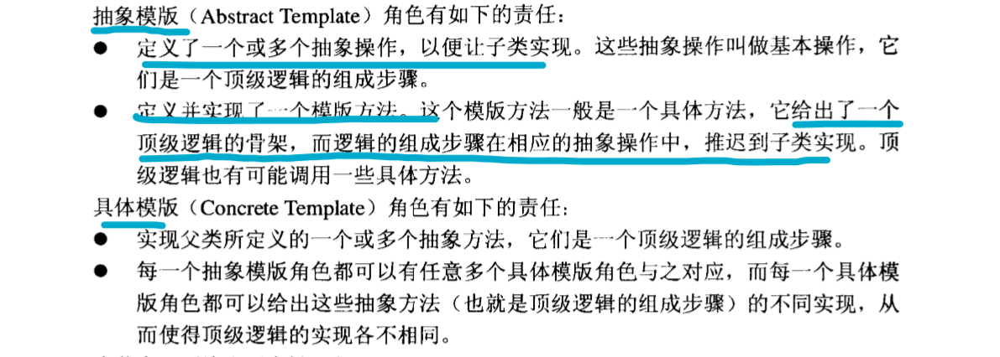 抽象模版（Abstract Template）角色有如下的责任：
● 定义了一个或多个抽象操作，以便让子类实现。这些抽象操作叫做基本操作，它
们是一个顶级逻辑的组成步骤。
● 定义并实现了一个模版方法。这个模版方法一般是一个具体方法，它给出了一个
顶级逻辑的骨架，而逻辑的组成步骤在相应的抽象操作中，推迟到子类实现。顶
级逻辑也有可能调用一些具体方法。
具体模版（Concrete Template）角色有如下的责任：
● 实现父类所定义的一个或多个抽象方法，它们是一个顶级逻辑的组成步骤。
● 每一个抽象模版角色都可以有任意多个具体模版角色与之对应，而每一个具体模
版角色都可以给出这些抽象方法（也就是顶级逻辑的组成步骤）的不同实现，从
而使得顶级逻辑的实现各不相同。